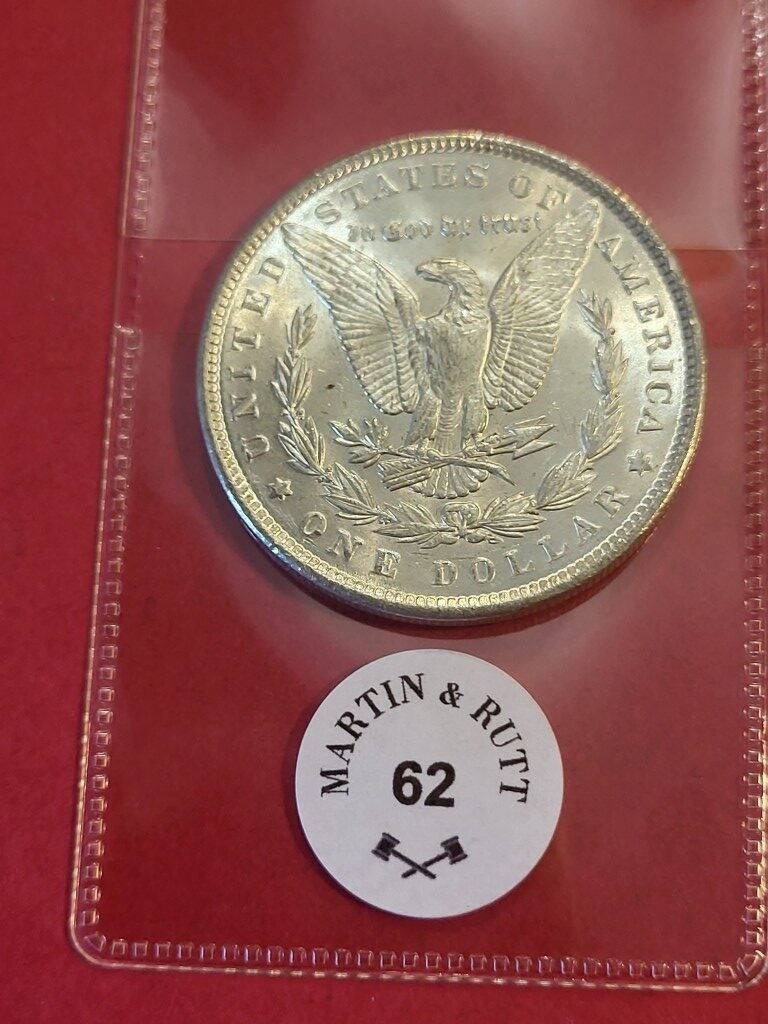 UNITED STATES OF AMERICA
In God we trust
ONE DOLLAR
MARTIN & RUTT
62